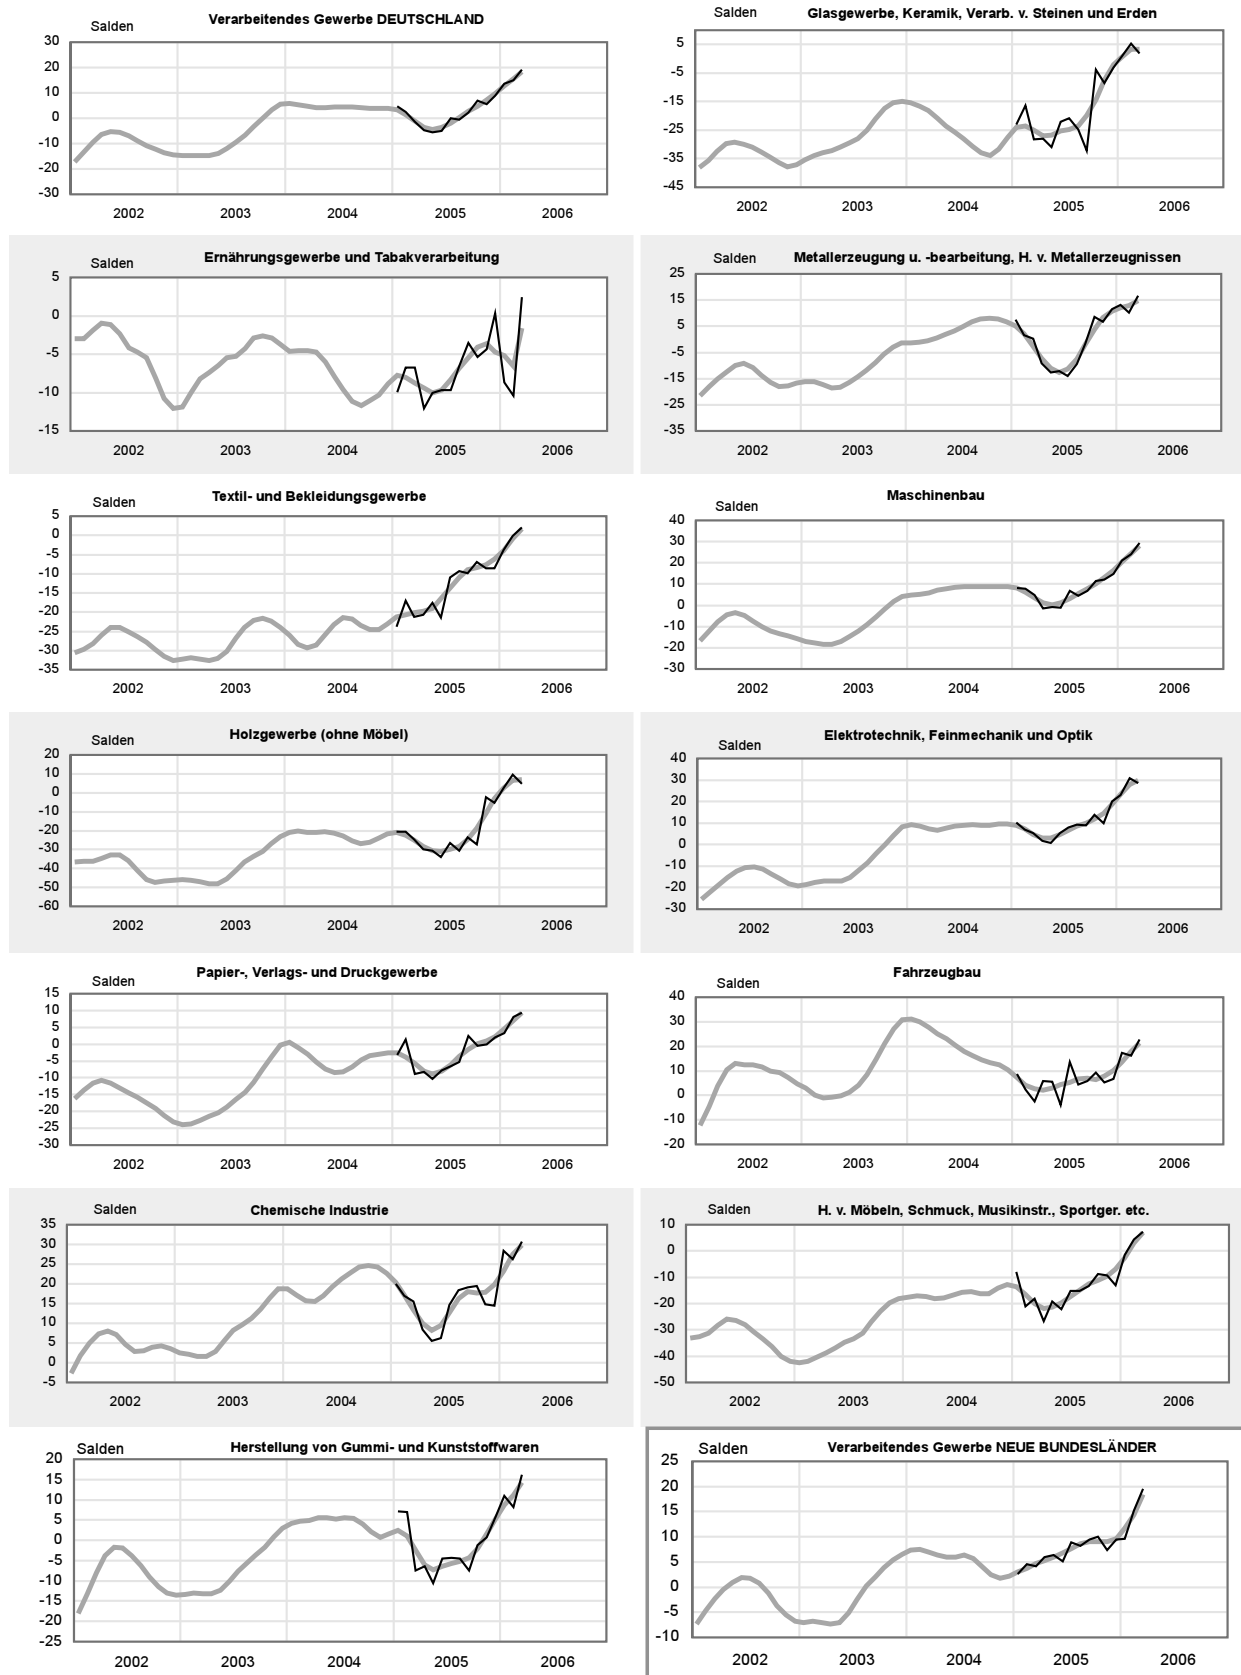 Verarbeitendes Gewerbe DEUTSCHLAND
Salden
30
20
10
0
-10
-20
-30
2002 2003 2004 2005 2006
Glasgewerbe, Keramik, Verarb. v. Steinen und Erden
Salden
5
-5
-15
-25
-35
-45
2002 2003 2004 2005 2006
Ernährungsgewerbe und Tabakverarbeitung
Salden
5
0
-5
-10
-15
2002 2003 2004 2005 2006
Metallerzeugung u. -bearbeitung, H. v. Metallerzeugnissen
Salden
25
15
5
-5
-15
-25
-35
2002 2003 2004 2005 2006
Textil- und Bekleidungsgewerbe
Salden
5
0
-5
-10
-15
-20
-25
-30
-35
2002 2003 2004 2005 2006
Maschinenbau
Salden
40
30
20
10
0
-10
-20
-30
2002 2003 2004 2005 2006
Holzgewerbe (ohne Möbel)
Salden
20
10
0
-10
-20
-30
-40
-50
-60
2002 2003 2004 2005 2006
Elektrotechnik, Feinmechanik und Optik
Salden
40
30
20
10
0
-10
-20
-30
2002 2003 2004 2005 2006
Papier-, Verlags- und Druckgewerbe
Salden
15
10
5
0
-5
-10
-15
-20
-25
-30
2002 2003 2004 2005 2006
Fahrzeugbau
Salden
40
30
20
10
0
-10
-20
2002 2003 2004 2005 2006
Chemische Industrie
Salden
35
30
25
20
15
10
5
0
-5
2002 2003 2004 2005 2006
H. v. Möbeln, Schmuck, Musikinstr., Sportger. etc.
Salden
10
0
-10
-20
-30
-40
-50
2002 2003 2004 2005 2006
Herstellung von Gummi- und Kunststoffwaren
Salden
20
15
10
5
0
-5
-10
-15
-20
-25
2002 2003 2004 2005 2006
Verarbeitendes Gewerbe NEUE BUNDESLÄNDER
Salden
25
20
15
10
5
0
-5
-10
2002 2003 2004 2005 2006